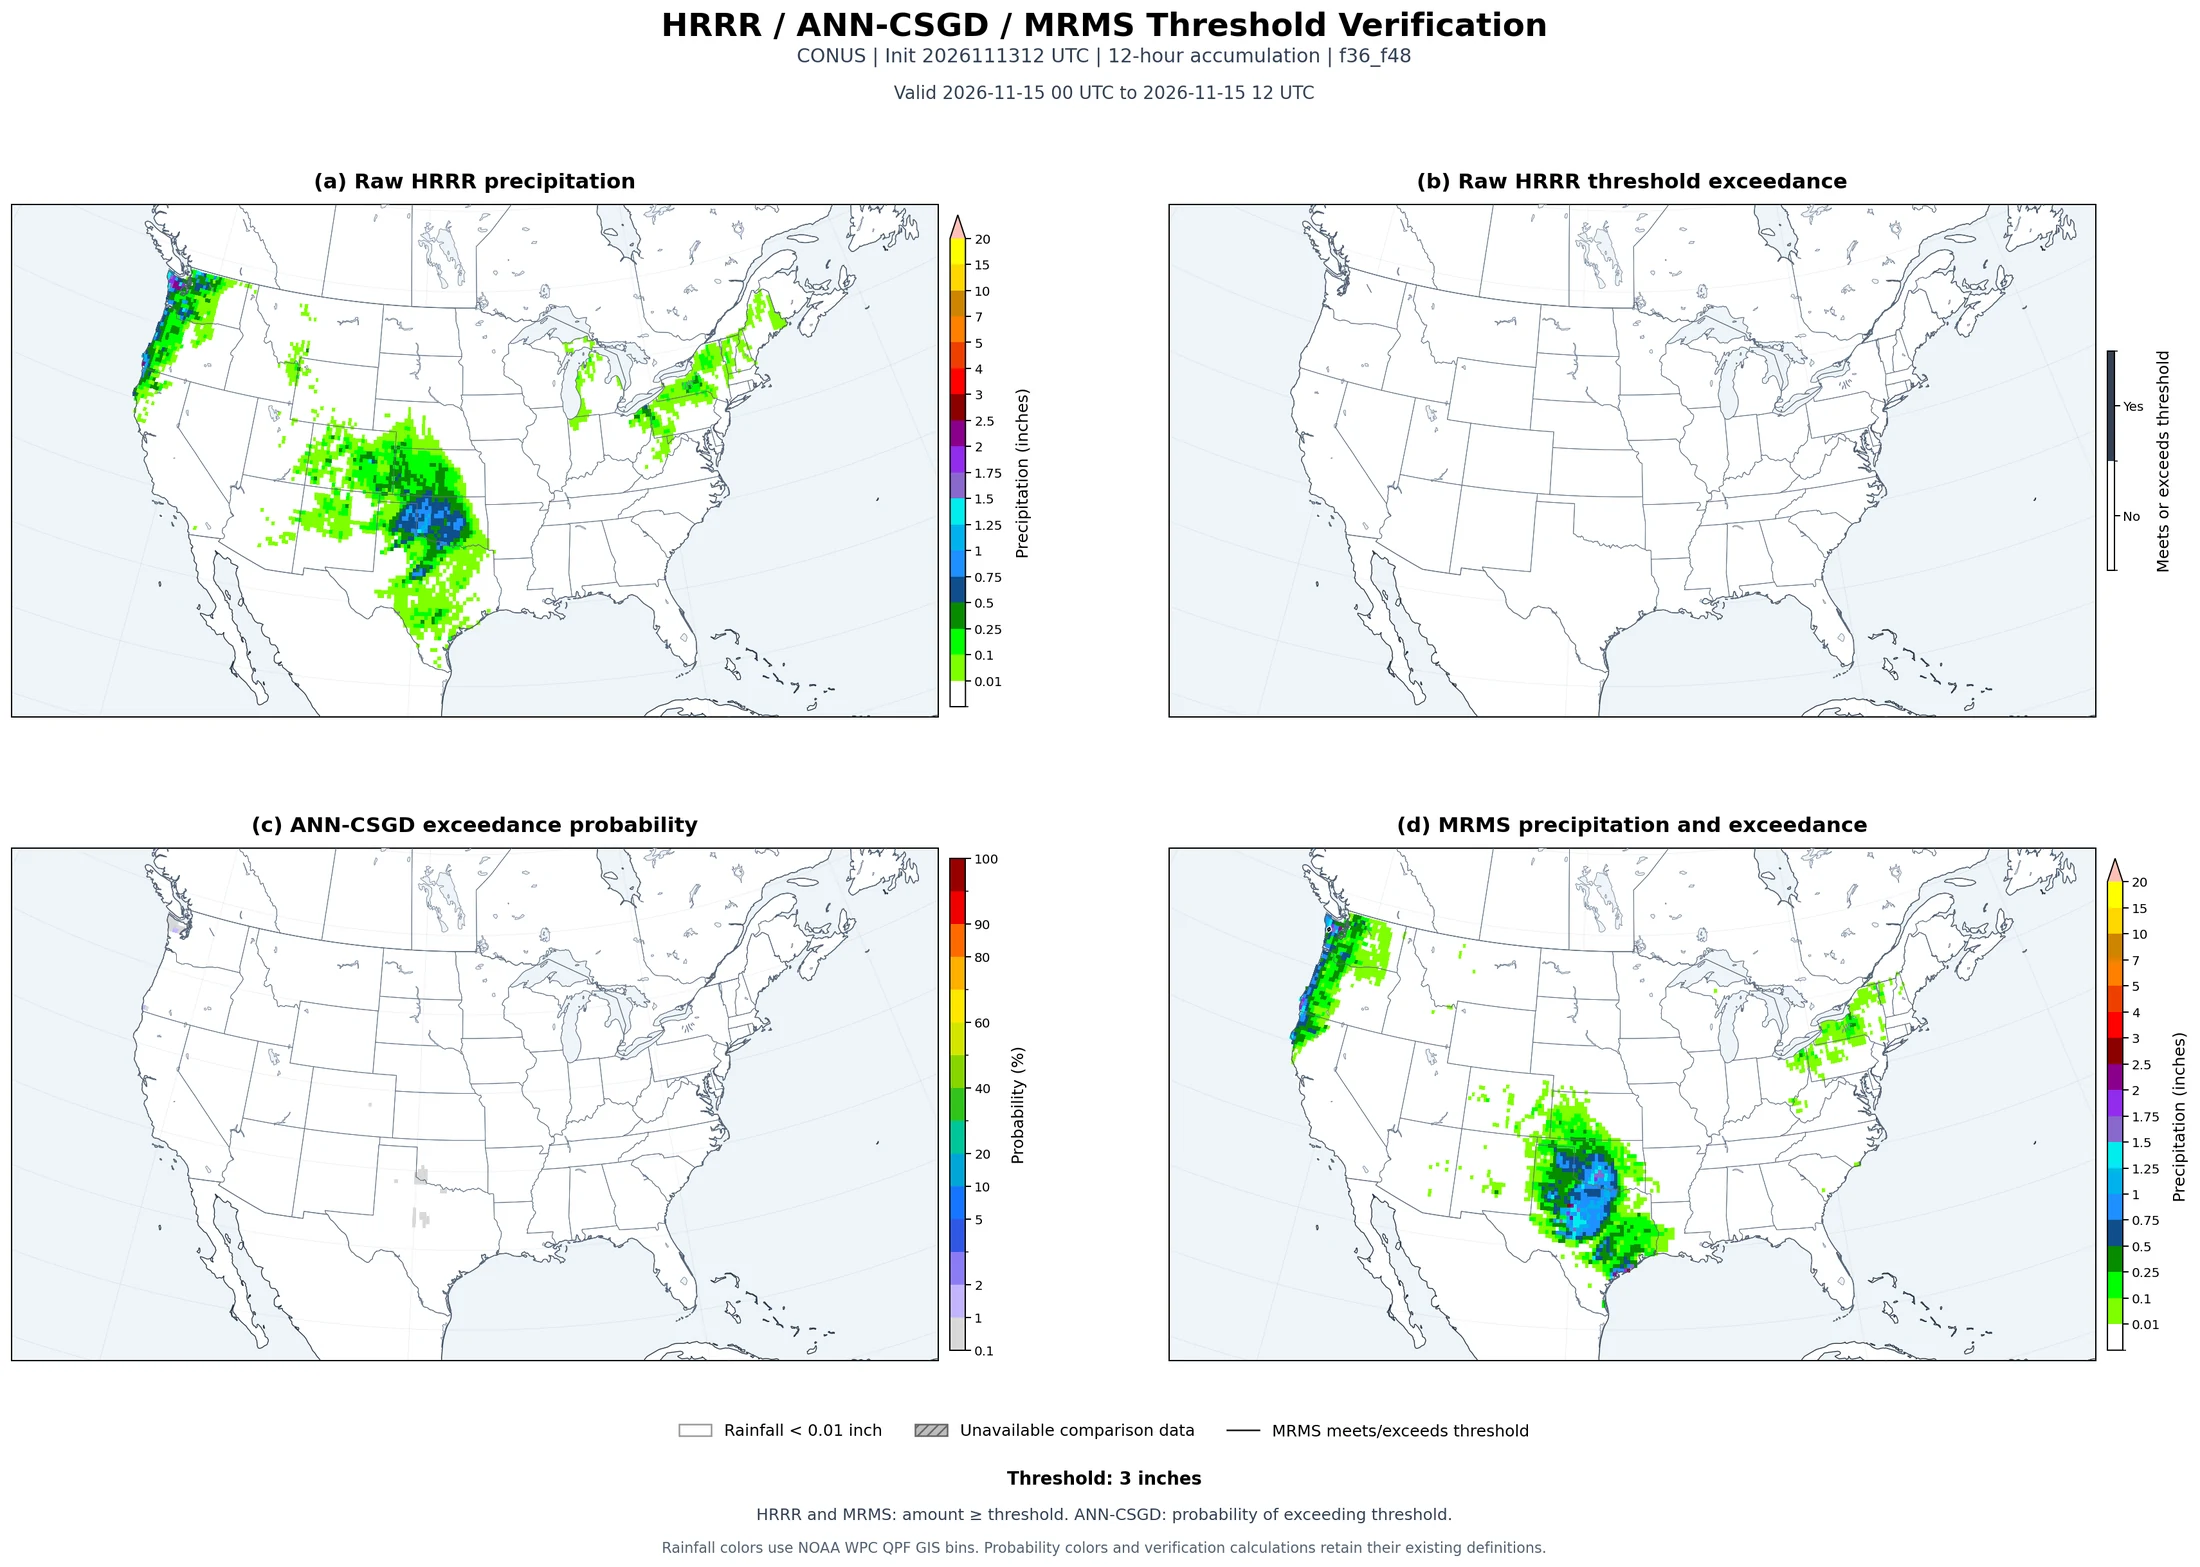 HRRR / ANN-CSGD / MRMS Threshold Verification
CONUS | Init 2026111312 UTC | 12-hour accumulation | f36_f48
Valid 2026-11-15 00 UTC to 2026-11-15 12 UTC
(a) Raw HRRR precipitation
20
15
10
7
5
4
3
2.5
2
1.75
1.5
1.25
1
0.75
0.5
0.25
0.1
0.01
Precipitation (inches)
(b) Raw HRRR threshold exceedance
Yes
No
Meets or exceeds threshold
(c) ANN-CSGD exceedance probability
100
90
80
60
40
20
10
5
2
1
0.1
Probability (%)
(d) MRMS precipitation and exceedance
20
15
10
7
5
4
3
2.5
2
1.75
1.5
1.25
1
0.75
0.5
0.25
0.1
0.01
Precipitation (inches)
Rainfall < 0.01 inch
Unavailable comparison data
MRMS meets/exceeds threshold
Threshold: 3 inches
HRRR and MRMS: amount ≥ threshold. ANN-CSGD: probability of exceeding threshold.
Rainfall colors use NOAA WPC QPF GIS bins. Probability colors and verification calculations retain their existing definitions.